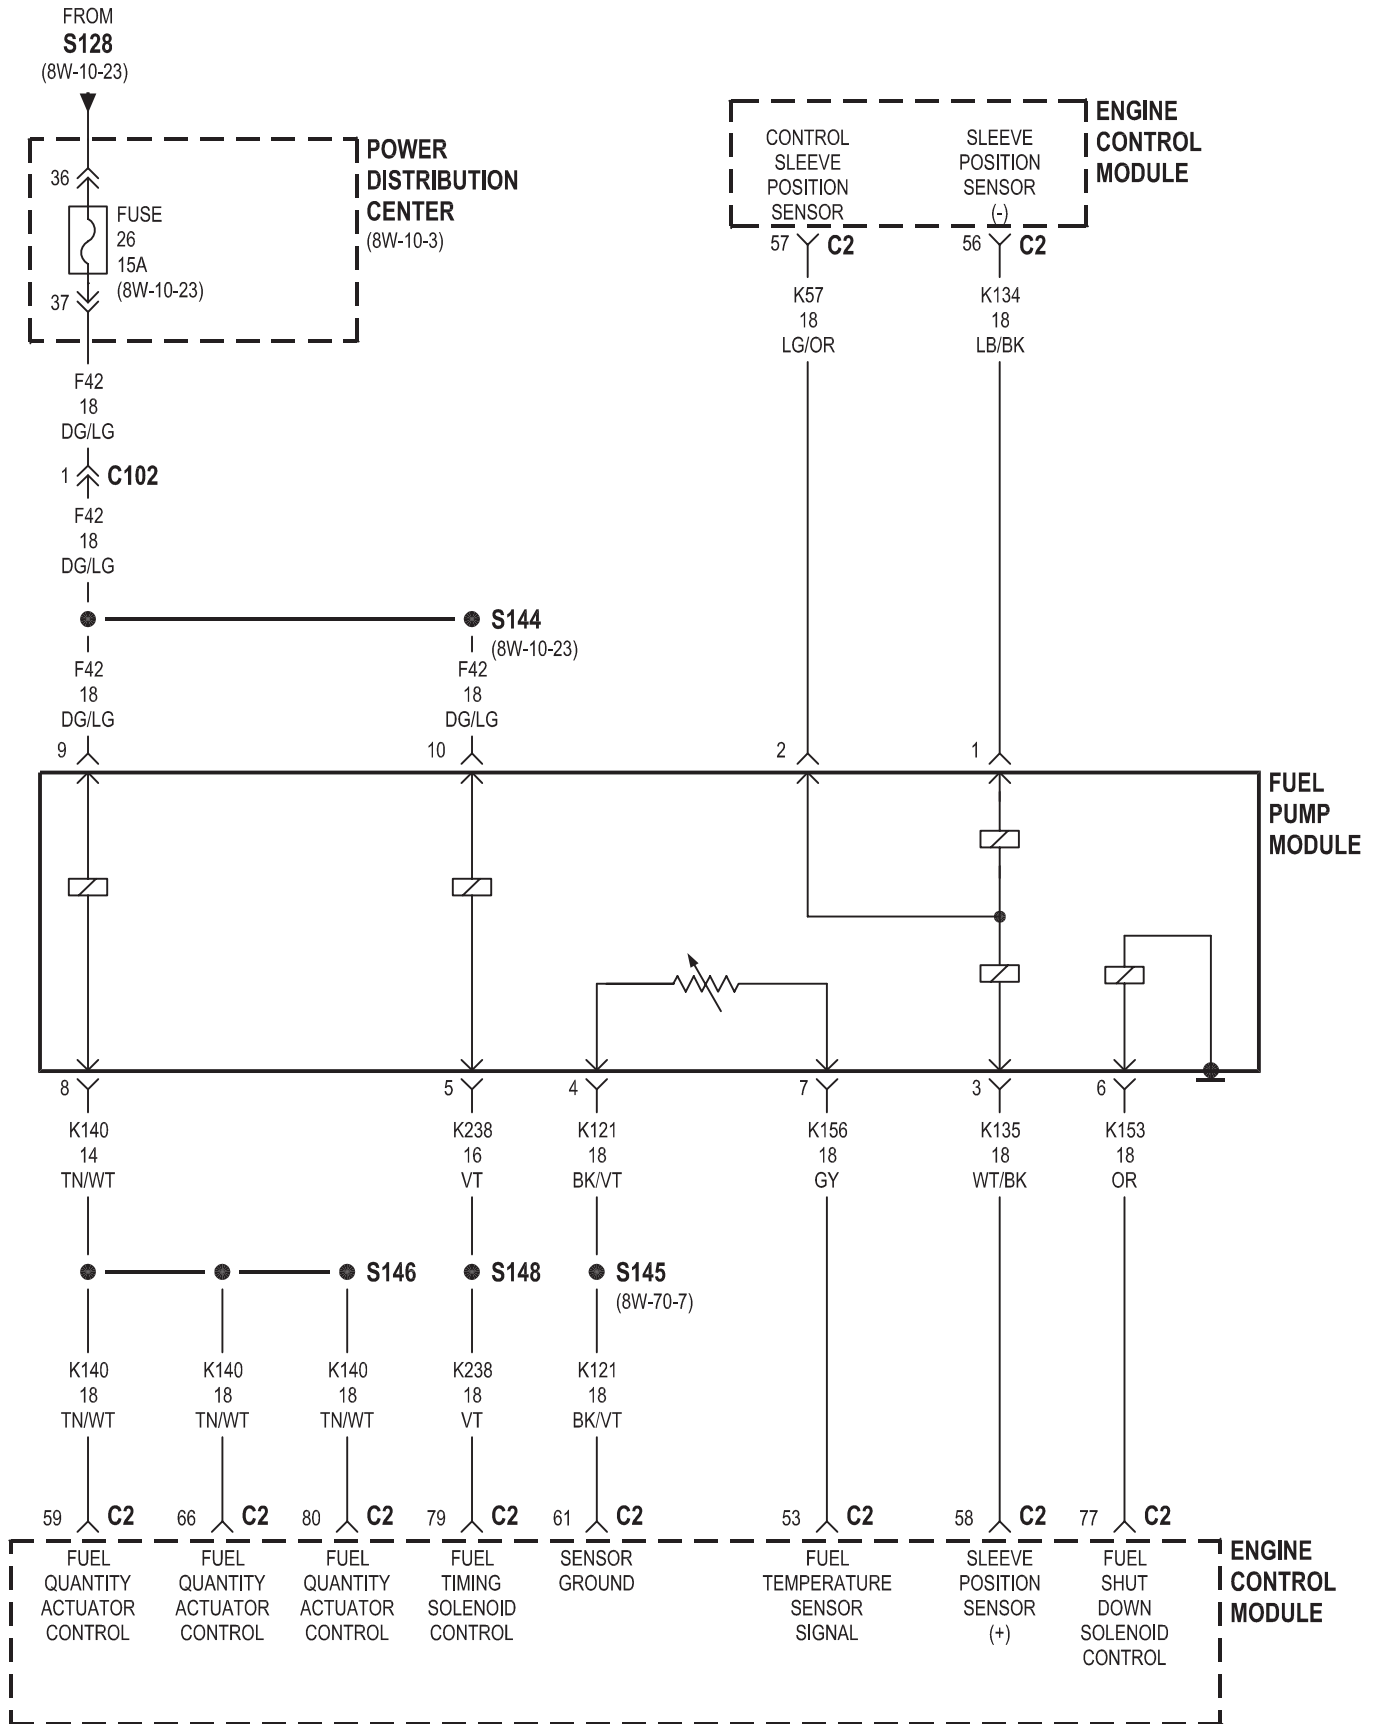 FROM
S128
(8W-10-23)
36
FUSE
26
15A
(8W-10-23)
37
POWER
DISTRIBUTION
CENTER
(8W-10-3)
CONTROL
SLEEVE
POSITION
SENSOR
SLEEVE
POSITION
SENSOR
(-)
ENGINE
CONTROL
MODULE
57 C2
56 C2
K57
18
LG/OR
K134
18
LB/BK
F42
18
DG/LG
1 C102
F42
18
DG/LG
S144
(8W-10-23)
F42
18
DG/LG
F42
18
DG/LG
9
10
2
1
FUEL
PUMP
MODULE
8
5
4
7
3
6
K140
14
TN/WT
K238
16
VT
K121
18
BK/VT
K156
18
GY
K135
18
WT/BK
K153
18
OR
S146
S148
S145
(8W-70-7)
K140
18
TN/WT
K140
18
TN/WT
K140
18
TN/WT
K238
18
VT
K121
18
BK/VT
59 C2
66 C2
80 C2
79 C2
61 C2
53 C2
58 C2
77 C2
FUEL
QUANTITY
ACTUATOR
CONTROL
FUEL
QUANTITY
ACTUATOR
CONTROL
FUEL
QUANTITY
ACTUATOR
CONTROL
FUEL
TIMING
SOLENOID
CONTROL
SENSOR
GROUND
FUEL
TEMPERATURE
SENSOR
SIGNAL
SLEEVE
POSITION
SENSOR
(+)
FUEL
SHUT
DOWN
SOLENOID
CONTROL
ENGINE
CONTROL
MODULE